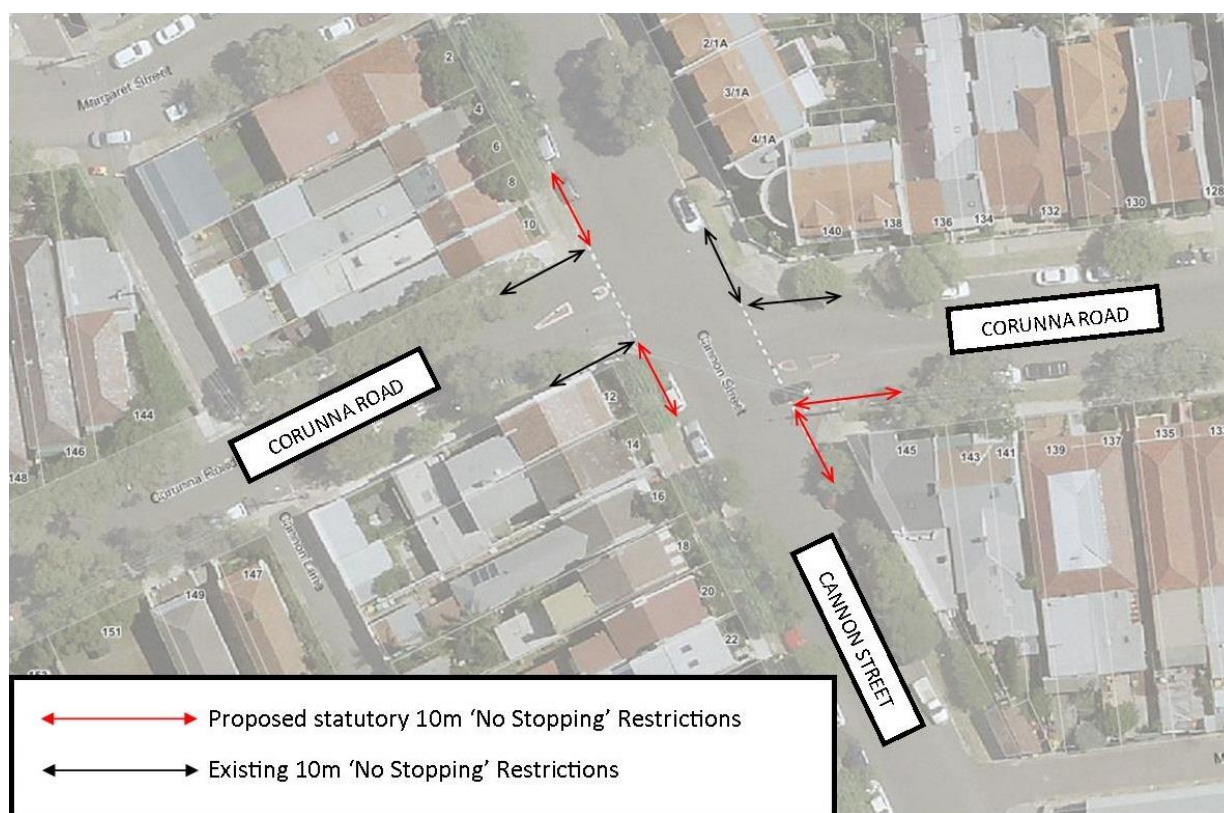 Margaret Street
2
4
6
8
10
2/1A
3/1A
4/1A
140
138
136
134
132
130
128
CORUNNA ROAD
Cannon Street
144
146
148
CORUNNA ROAD
Corunna Road
12
14
16
18
20
22
145
143
141
139
137
135
Cannon Lane
147
149
151
CANNON STREET
Proposed statutory 10m ‘No Stopping’ Restrictions
Existing 10m ‘No Stopping’ Restrictions